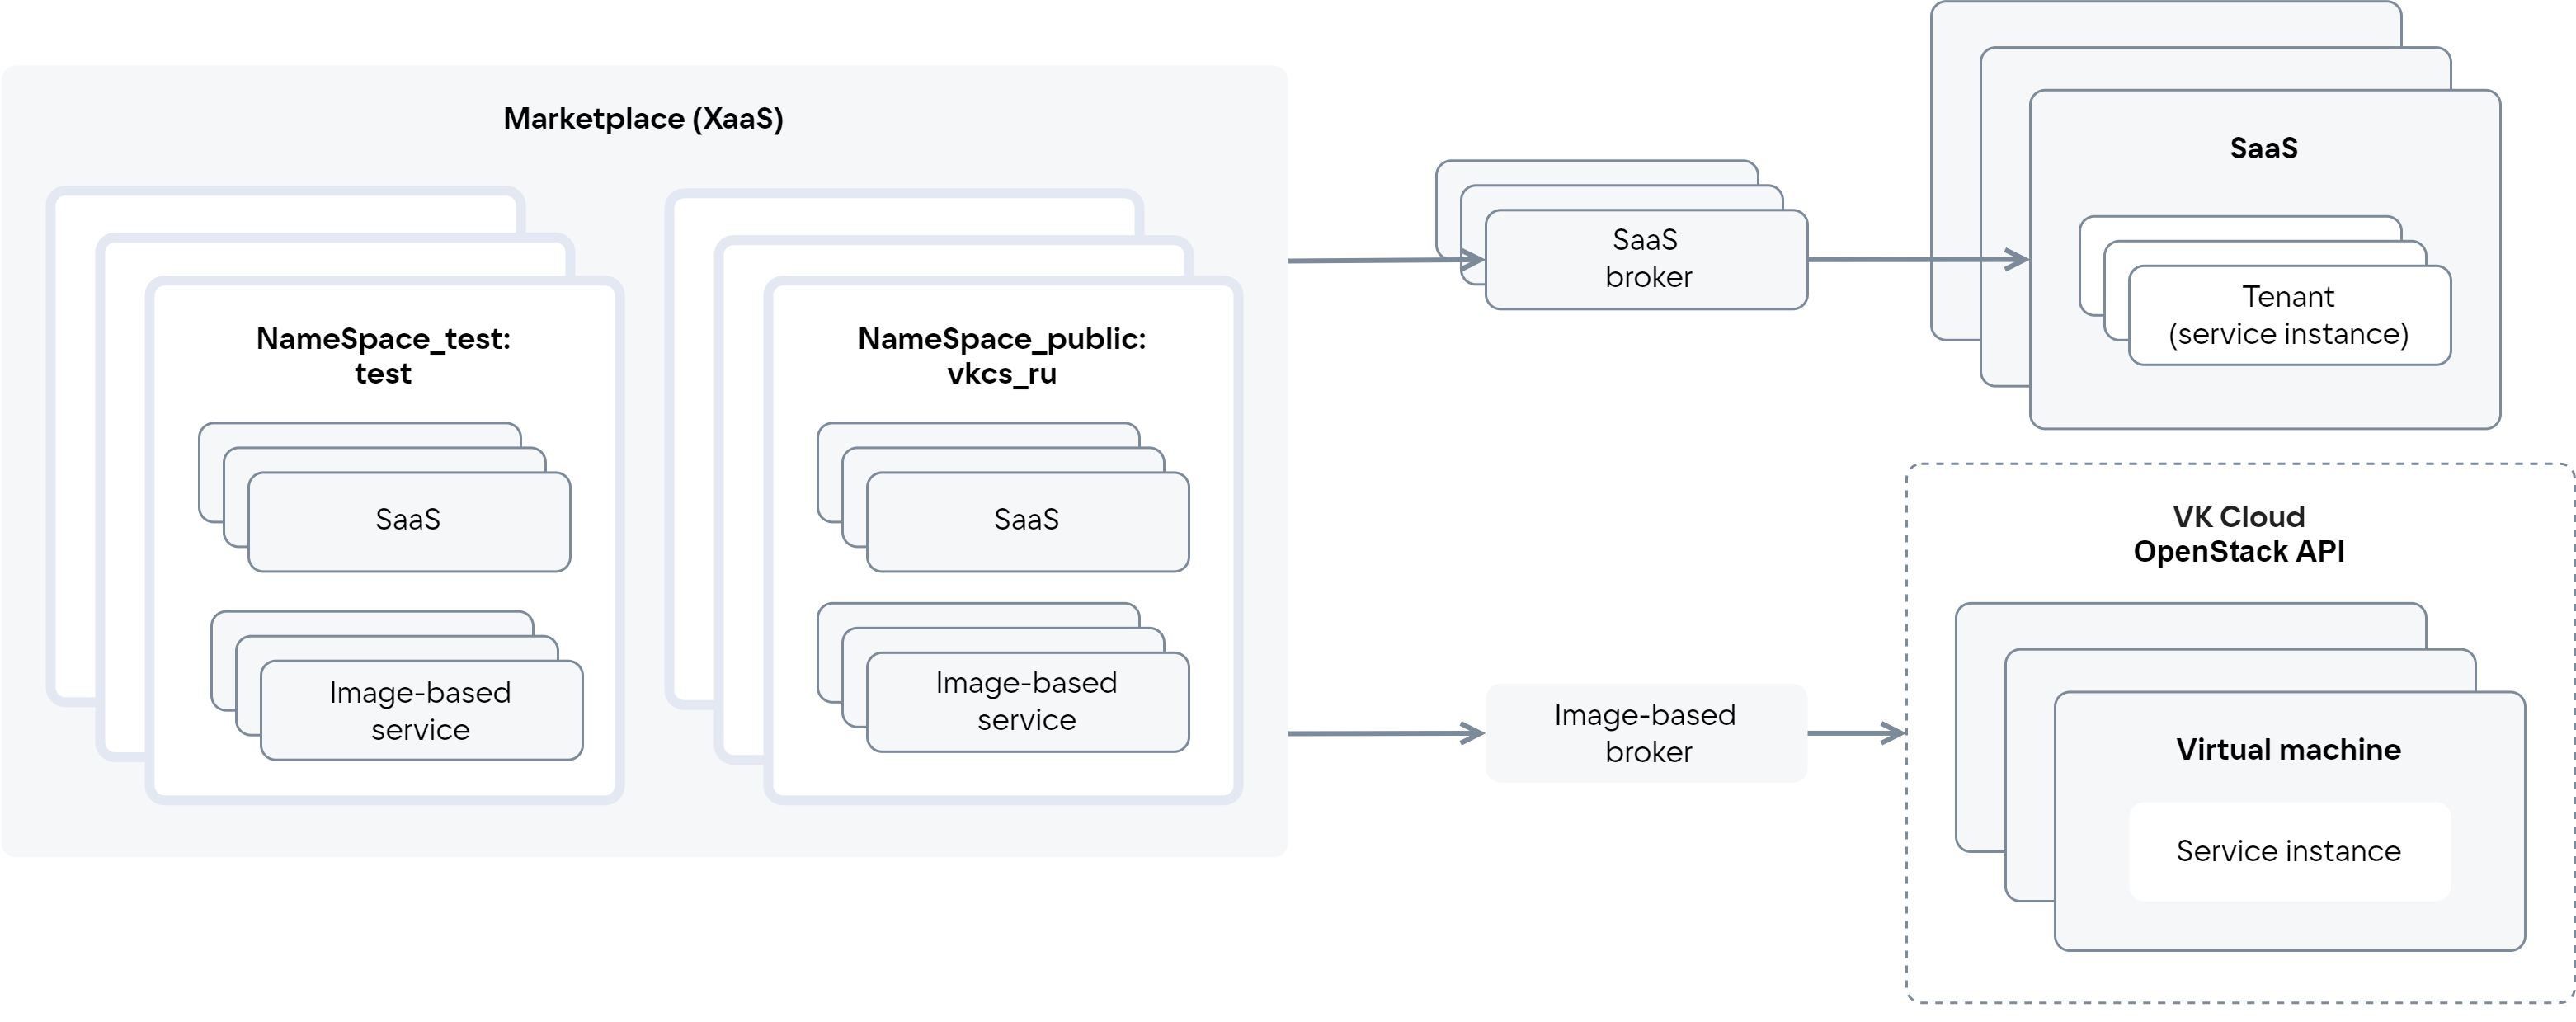 Marketplace (XaaS)
NameSpace_test:
test
SaaS
Image-based
service
NameSpace_public:
vkcs_ru
SaaS
Image-based
service
SaaS
broker
SaaS
Tenant
(service instance)
Image-based
broker
VK Cloud
OpenStack API
Virtual machine
Service instance